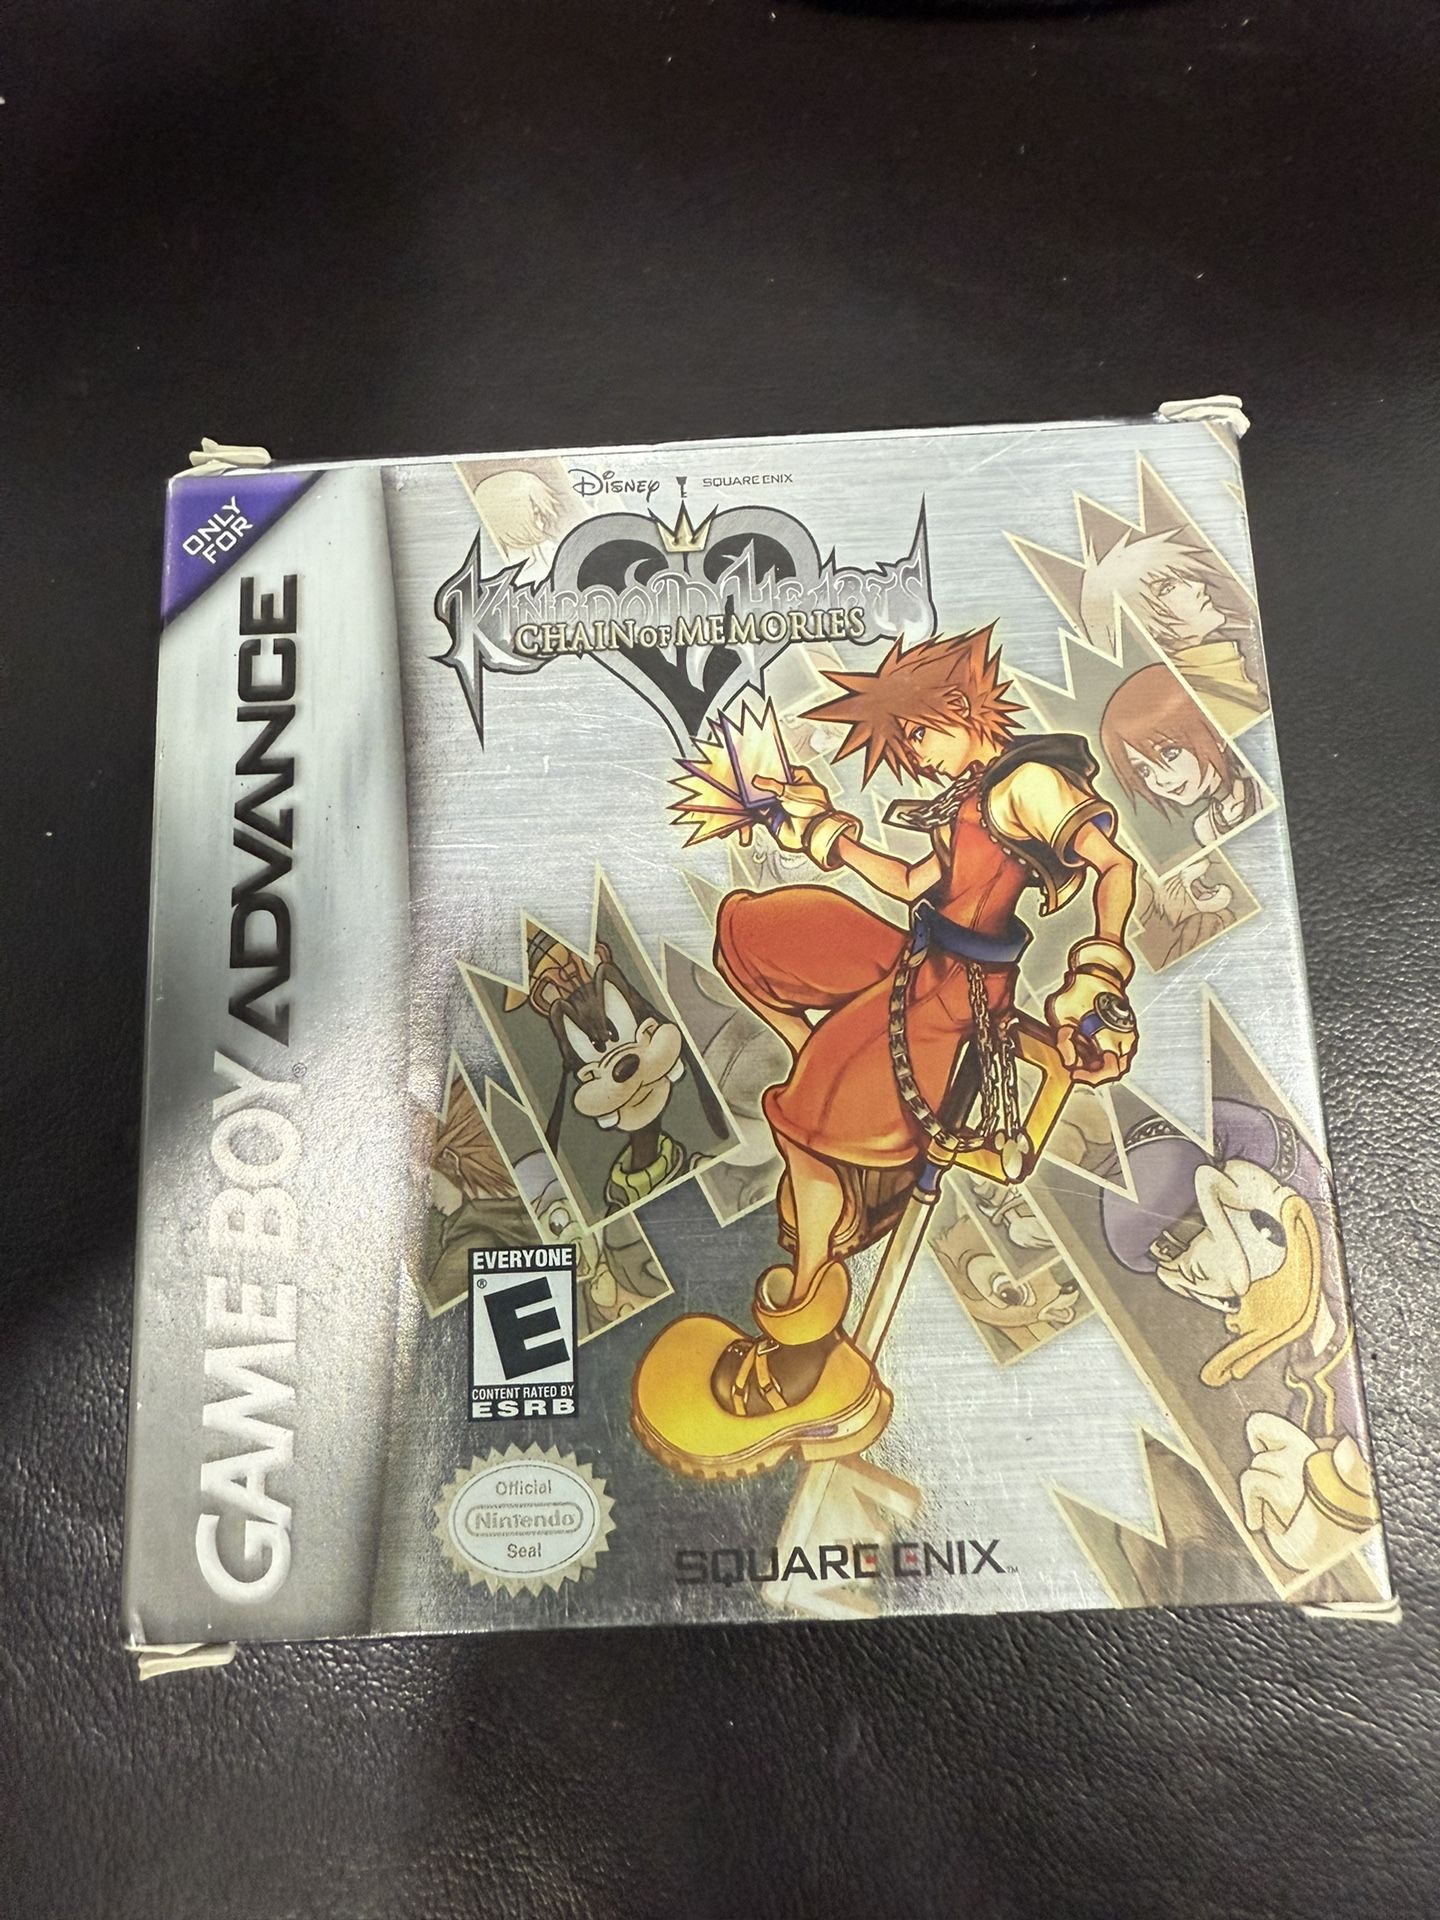 ONLY
FOR
GAME BOY ADVANCE
®
Disney SQUARE ENIX
KINGDOM HEARTS
CHAIN OF MEMORIES
EVERYONE
®
E
CONTENT RATED BY
ESRB
Official
Nintendo
Seal
SQUARE ENIX™